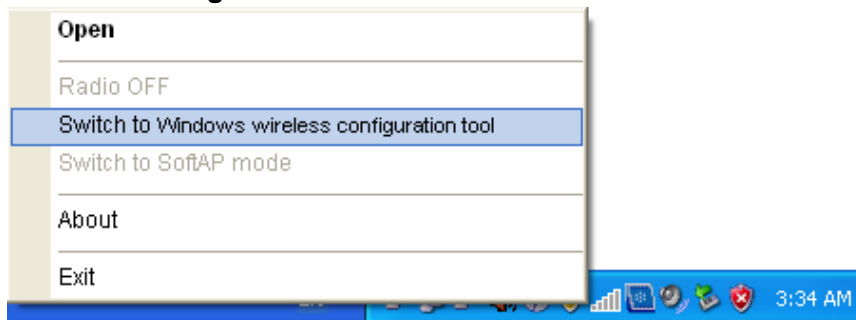 Open
Radio OFF
Switch to Windows wireless configuration tool
Switch to SoftAP mode
About
Exit
3:34 AM